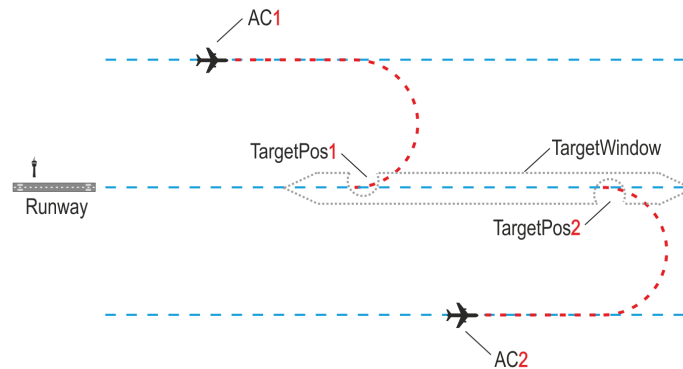 AC1
TargetPos1
TargetWindow
Runway
TargetPos2
AC2